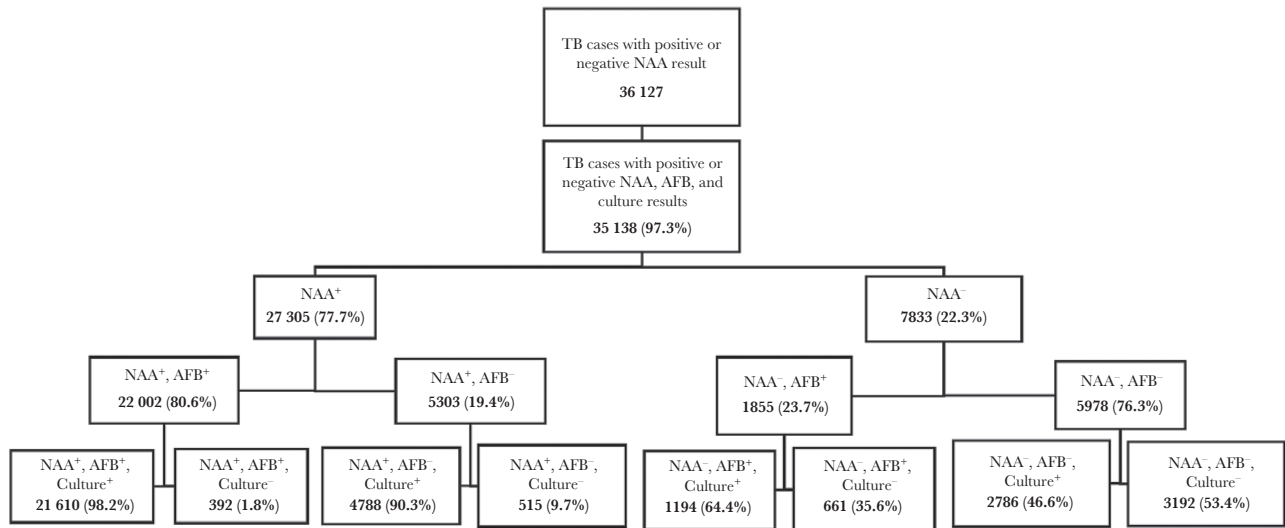 TB cases with positive or
negative NAA result
36 127
TB cases with positive or
negative NAA, AFB, and
culture results
35 138 (97.3%)
NAA⁺
27 305 (77.7%)
NAA⁻
7833 (22.3%)
NAA⁺, AFB⁺
22 002 (80.6%)
NAA⁺, AFB⁻
5303 (19.4%)
NAA⁻, AFB⁺
1855 (23.7%)
NAA⁻, AFB⁻
5978 (76.3%)
NAA⁺, AFB⁺,
Culture⁺
21 610 (98.2%)
NAA⁺, AFB⁺,
Culture⁻
392 (1.8%)
NAA⁺, AFB⁻,
Culture⁺
4788 (90.3%)
NAA⁺, AFB⁻,
Culture⁻
515 (9.7%)
NAA⁻, AFB⁺,
Culture⁺
1194 (64.4%)
NAA⁻, AFB⁺,
Culture⁻
661 (35.6%)
NAA⁻, AFB⁻,
Culture⁺
2786 (46.6%)
NAA⁻, AFB⁻,
Culture⁻
3192 (53.4%)